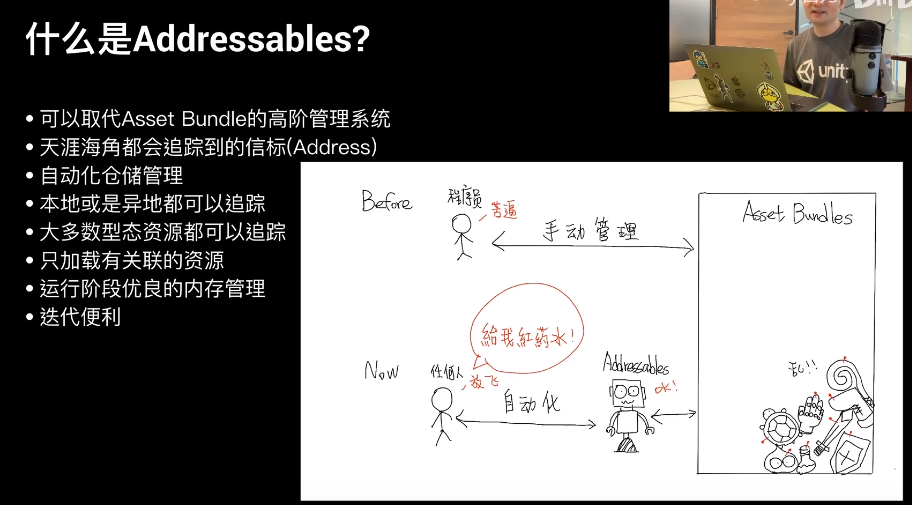 什么是Addressables?
• 可以取代Asset Bundle的高阶管理系统
• 天涯海角都会追踪到的信标(Address)
• 自动化仓储管理
• 本地或是异地都可以追踪
• 大多数型态资源都可以追踪
• 只加载有关联的资源
• 运行阶段优良的内存管理
• 迭代便利
unity
Before
程序员
苦逼
手动管理
Asset Bundles
給我紅药水!
Now
任何人
放飞
自动化
Addressables
OK!
乱!!